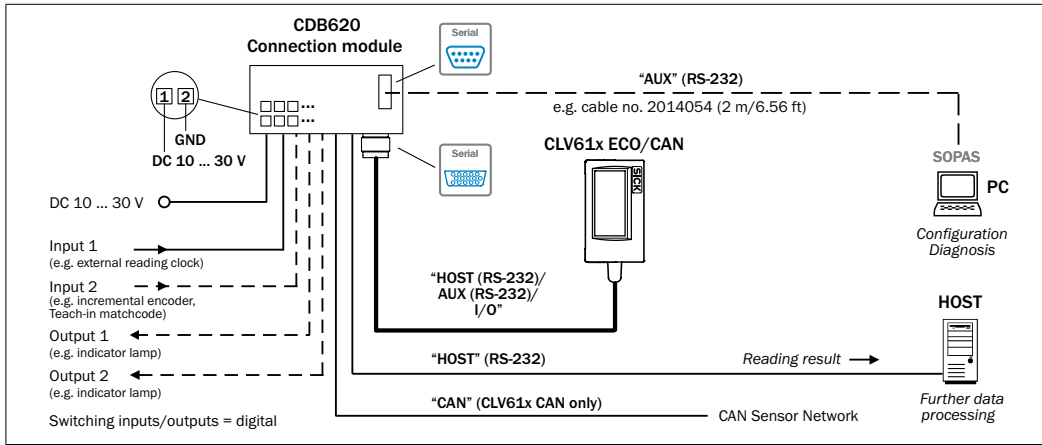 CDB620
Connection module
Serial
1 2
GND
DC 10 ... 30 V
...
...
"AUX" (RS-232)
e.g. cable no. 2014054 (2 m/6.56 ft)
Serial
CLV61x ECO/CAN
SICK
SOPAS
PC
Configuration
Diagnosis
DC 10 ... 30 V
Input 1
(e.g. external reading clock)
Input 2
(e.g. incremental encoder,
Teach-in matchcode)
Output 1
(e.g. indicator lamp)
Output 2
(e.g. indicator lamp)
Switching inputs/outputs = digital
"HOST (RS-232)/
AUX (RS-232)/
I/O"
"HOST" (RS-232)
Reading result
HOST
Further data
processing
"CAN" (CLV61x CAN only)
CAN Sensor Network